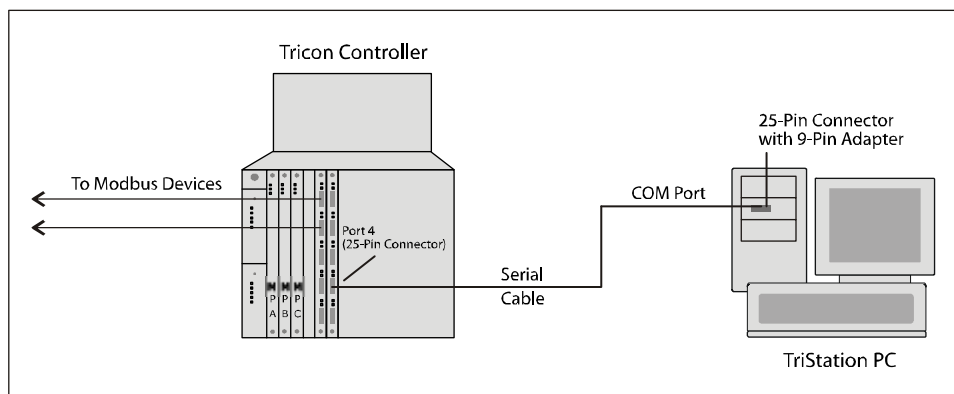 Tricon Controller
25-Pin Connector
with 9-Pin Adapter
To Modbus Devices
COM Port
Port 4
(25-Pin Connector)
Serial
Cable
M M M
P P P
A B C
TriStation PC